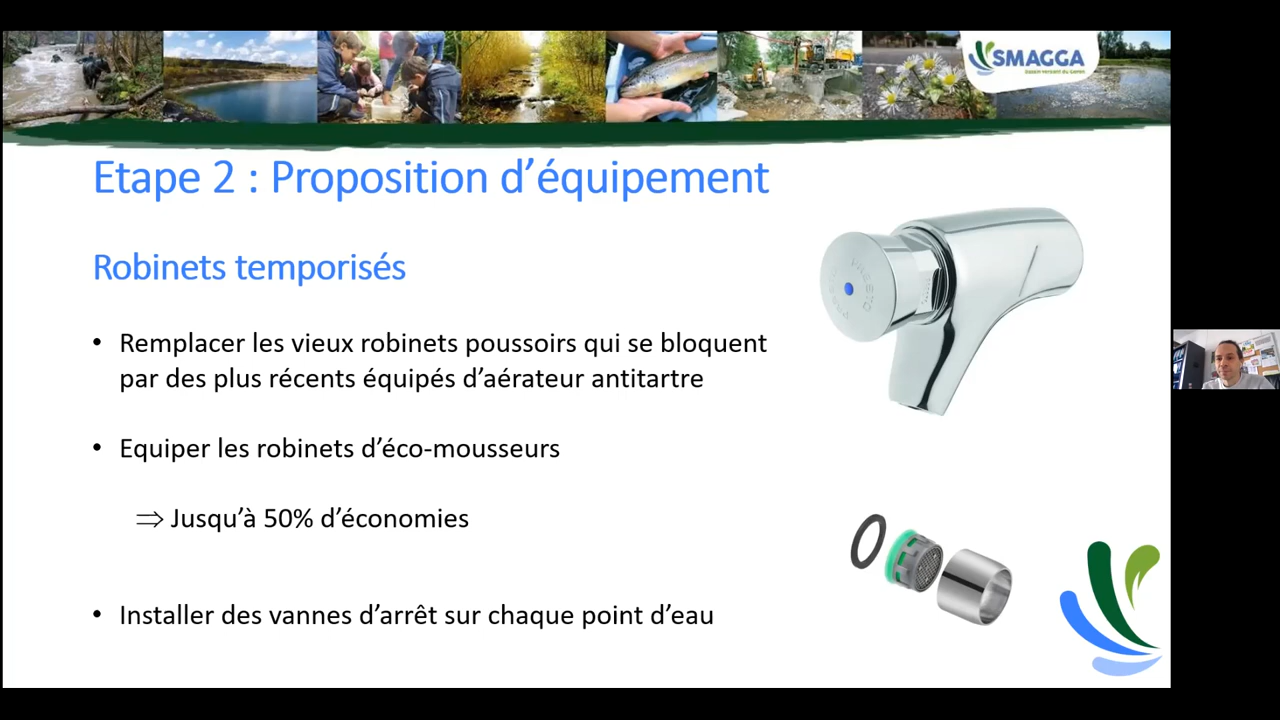 SMAGGA
Etape 2 : Proposition d’équipement
Robinets temporisés
• Remplacer les vieux robinets poussoirs qui se bloquent
par des plus récents équipés d’aérateur antitartre
• Equiper les robinets d’éco-mousseurs
⇒ Jusqu’à 50% d’économies
• Installer des vannes d’arrêt sur chaque point d’eau